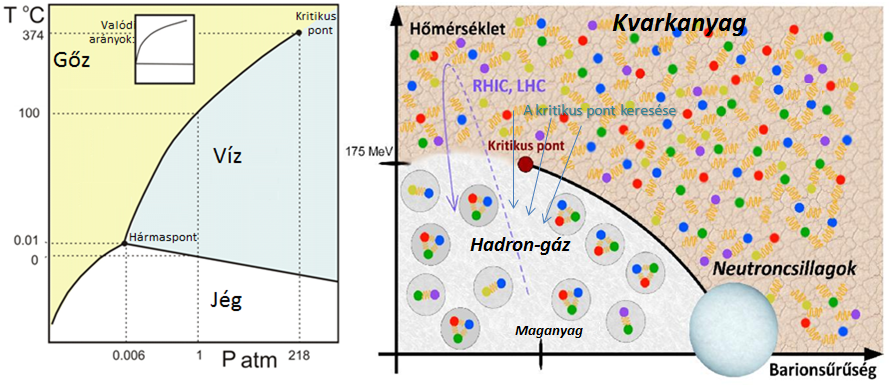 T °C
Kritikus
pont
374
Valódi
arányok:
Gőz
100
Víz
0.01
Hármaspont
0
Jég
0.006
1
P atm
218
Hőmérséklet
Kvarkanyag
RHIC, LHC
A kritikus pont keresése
Kritikus pont
175 MeV
Hadron-gáz
Neutroncsillagok
Maganyag
Barionsűrűség